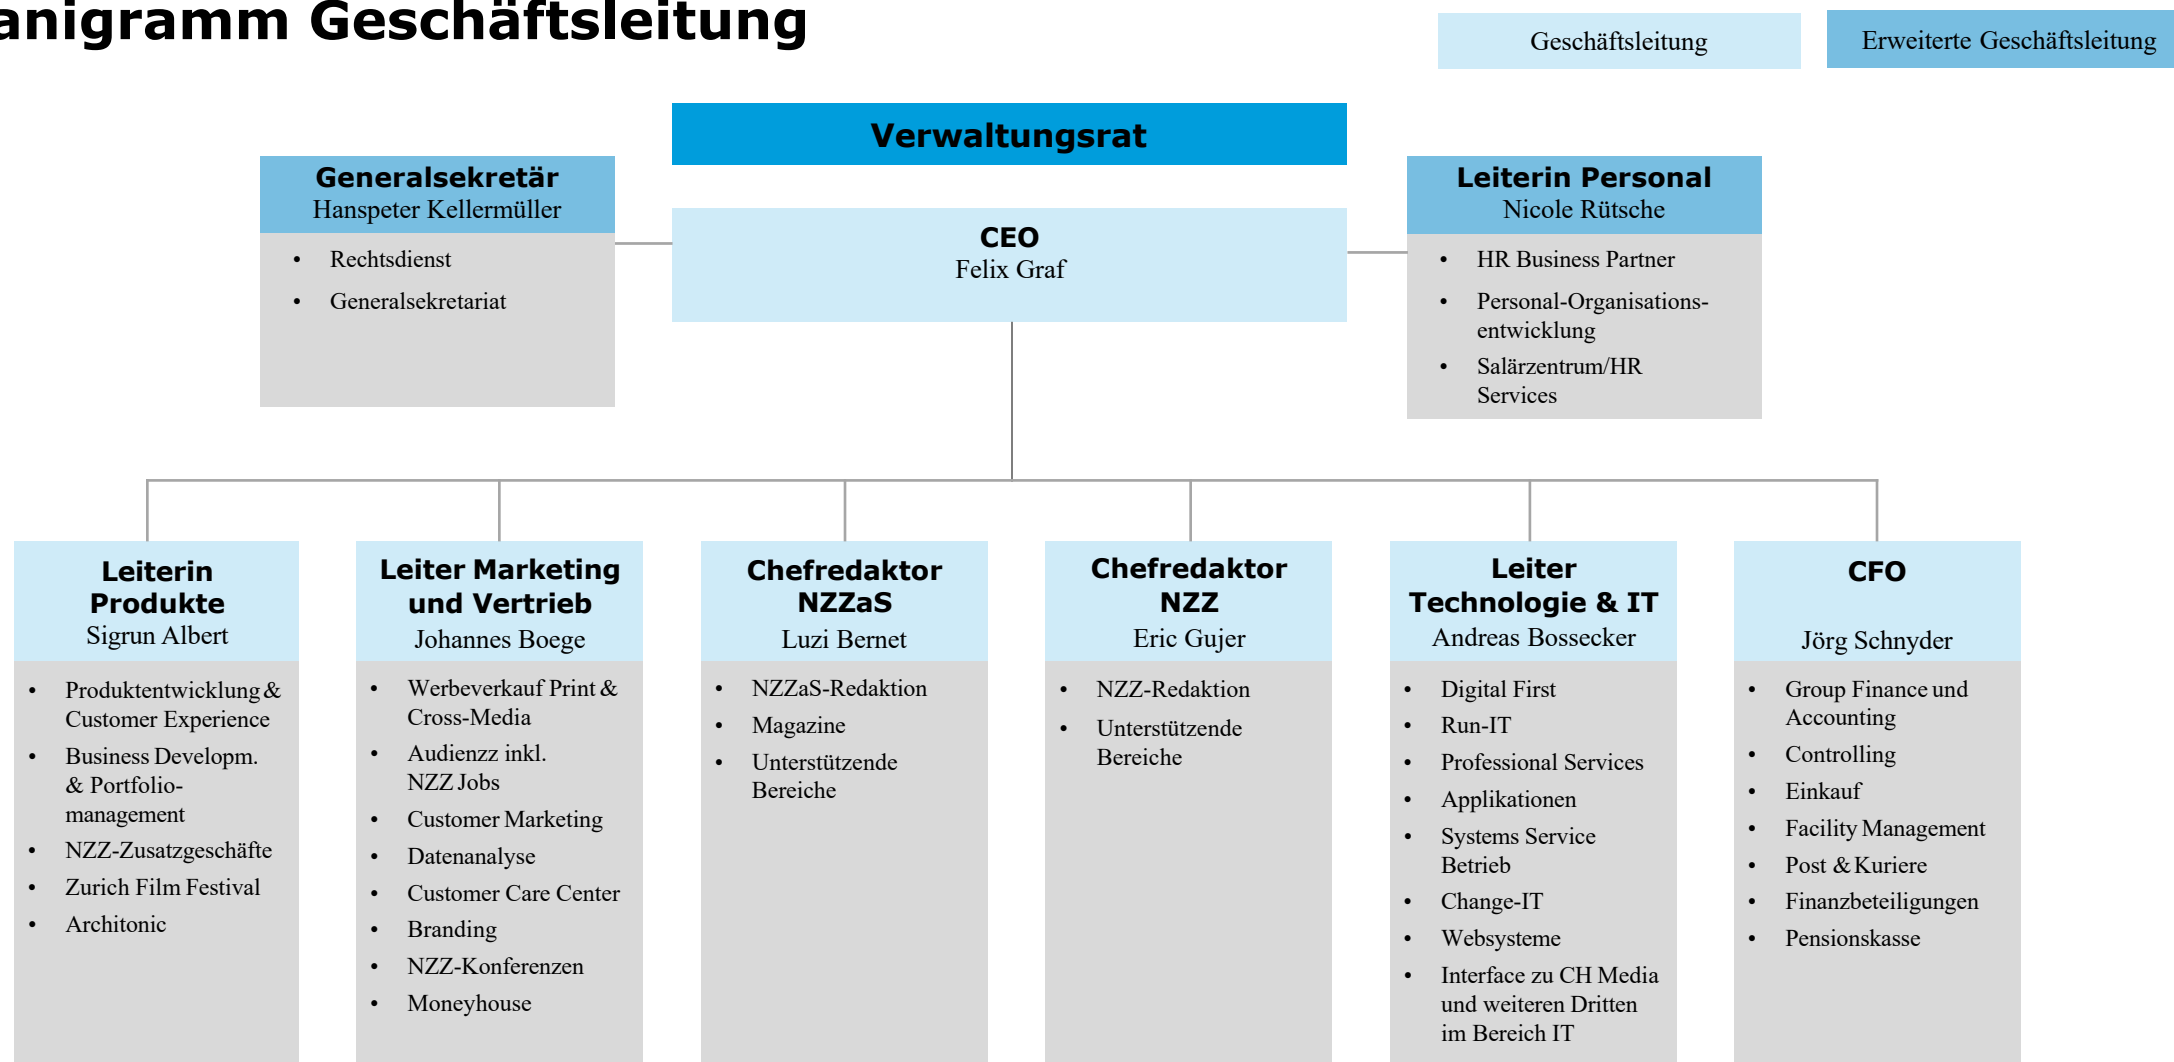 anigramm Geschäftsleitung
Geschäftsleitung
Erweiterte Geschäftsleitung
Verwaltungsrat
Generalsekretär
Hanspeter Kellermüller
• Rechtsdienst
• Generalsekretariat
CEO
Felix Graf
Leiterin Personal
Nicole Rütsche
• HR Business Partner
• Personal-Organisations-
entwicklung
• Salärzentrum/HR
Services
Leiterin
Produkte
Sigrun Albert
• Produktentwicklung &
Customer Experience
• Business Developm.
& Portfolio-
management
• NZZ-Zusatzgeschäfte
• Zurich Film Festival
• Architonic
Leiter Marketing
und Vertrieb
Johannes Boege
• Werbeverkauf Print &
Cross-Media
• Audienzz inkl.
NZZ Jobs
• Customer Marketing
• Datenanalyse
• Customer Care Center
• Branding
• NZZ-Konferenzen
• Moneyhouse
Chefredaktor
NZZaS
Luzi Bernet
• NZZaS-Redaktion
• Magazine
• Unterstützende
Bereiche
Chefredaktor
NZZ
Eric Gujer
• NZZ-Redaktion
• Unterstützende
Bereiche
Leiter
Technologie & IT
Andreas Bossecker
• Digital First
• Run-IT
• Professional Services
• Applikationen
• Systems Service
Betrieb
• Change-IT
• Websysteme
• Interface zu CH Media
und weiteren Dritten
im Bereich IT
CFO
Jörg Schnyder
• Group Finance und
Accounting
• Controlling
• Einkauf
• Facility Management
• Post & Kuriere
• Finanzbeteiligungen
• Pensionskasse